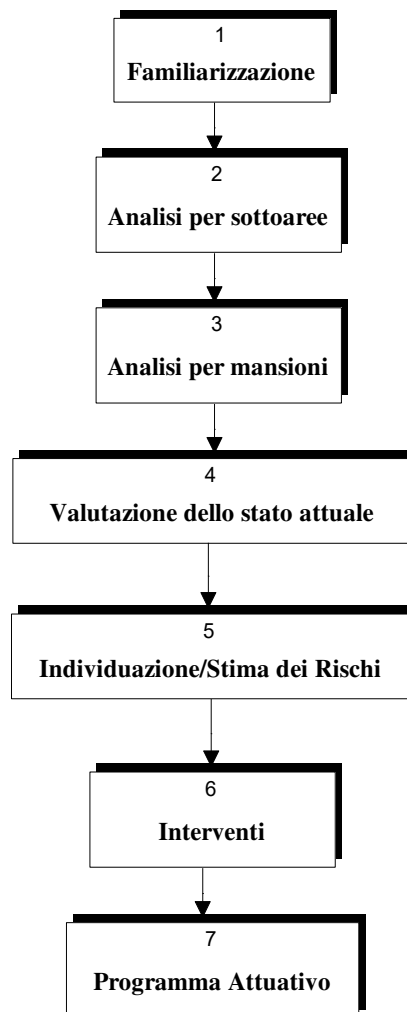 1
Familiarizzazione
2
Analisi per sottoaree
3
Analisi per mansioni
4
Valutazione dello stato attuale
5
Individuazione/Stima dei Rischi
6
Interventi
7
Programma Attuativo